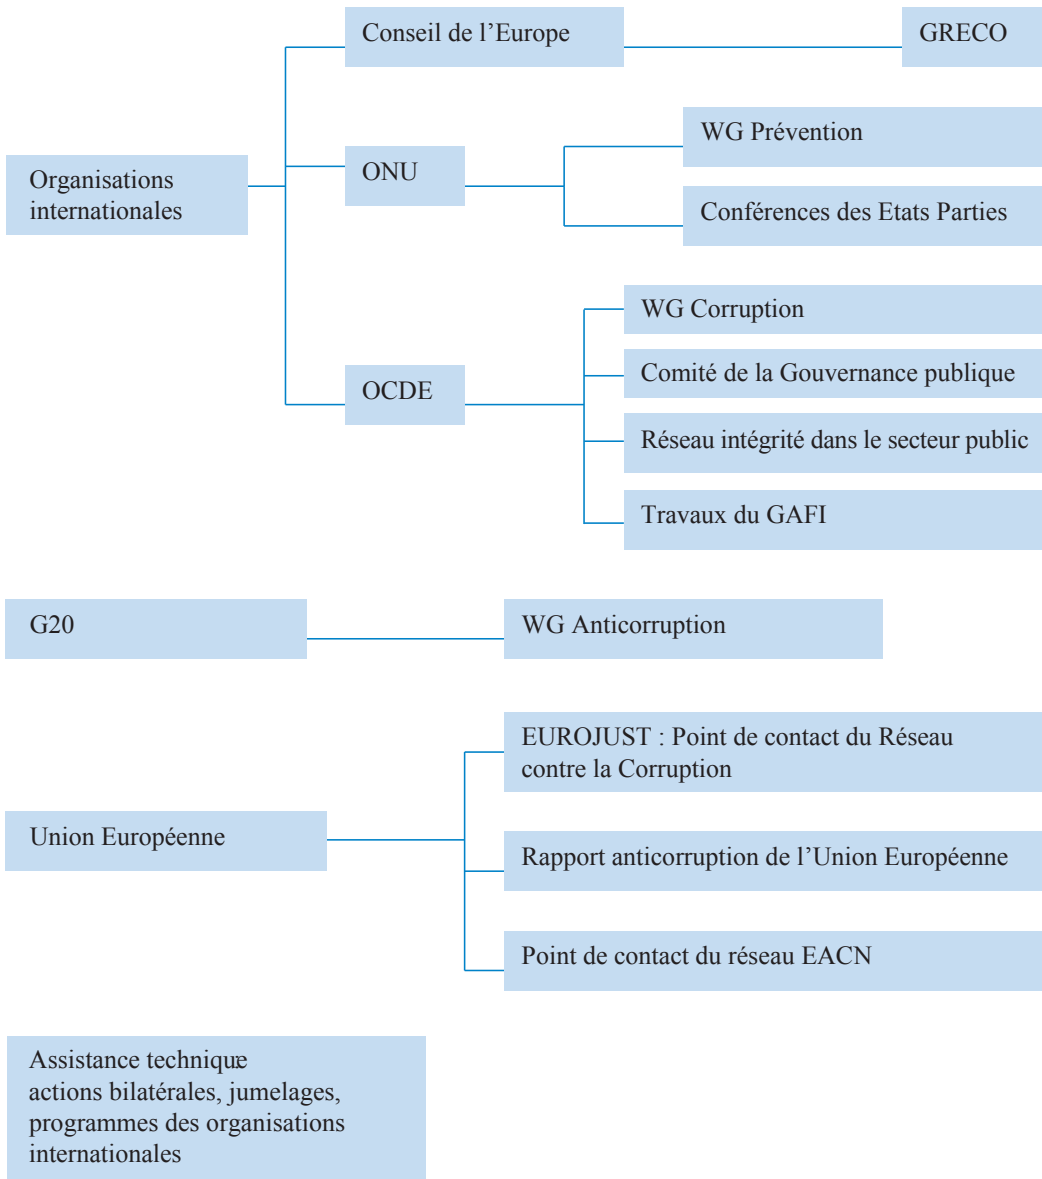 Conseil de l’Europe
GRECO
Organisations
internationales
ONU
WG Prévention
Conférences des Etats Parties
OCDE
WG Corruption
Comité de la Gouvernance publique
Réseau intégrité dans le secteur public
Travaux du GAFI
G20
WG Anticorruption
Union Européenne
EUROJUST : Point de contact du Réseau
contre la Corruption
Rapport anticorruption de l’Union Européenne
Point de contact du réseau EACN
Assistance technique
actions bilatérales, jumelages,
programmes des organisations
internationales